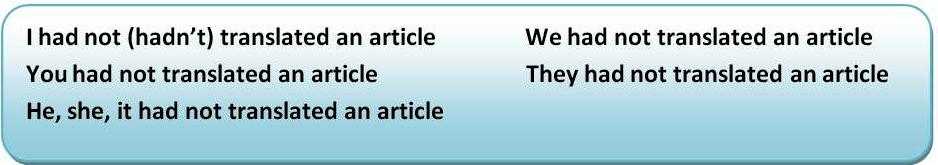 I had not (hadn’t) translated an article
You had not translated an article
He, she, it had not translated an article
We had not translated an article
They had not translated an article